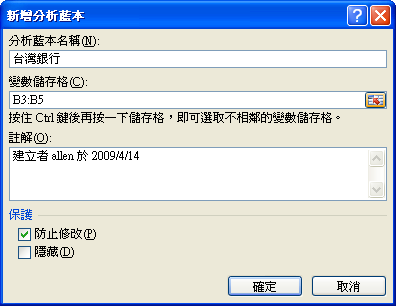 新增分析藍本
分析藍本名稱(N):
台灣銀行
變數儲存格(C):
B3:B5
按住 Ctrl 鍵後再按一下儲存格，即可選取不相鄰的變數儲存格。
註解(O):
建立者 allen 於 2009/4/14
保護
防止修改(P)
隱藏(D)
確定
取消